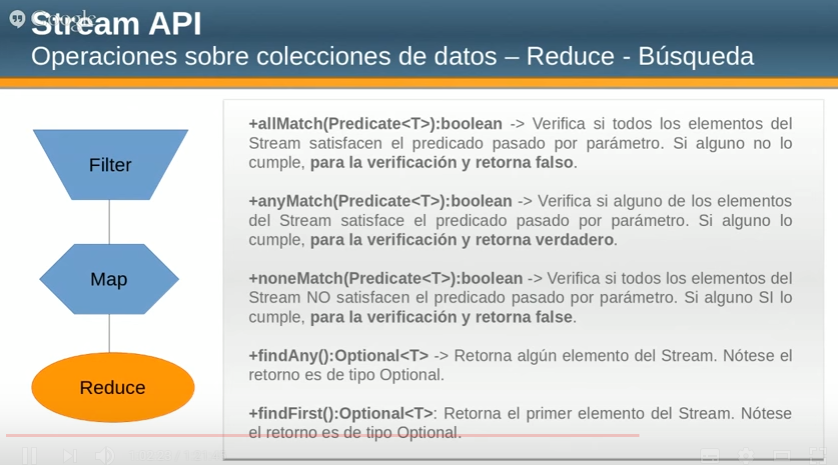 Google
Stream API
Operaciones sobre colecciones de datos – Reduce - Búsqueda
Filter
Map
Reduce
+allMatch(Predicate<T>):boolean -> Verifica si todos los elementos del
Stream satisfacen el predicado pasado por parámetro. Si alguno no lo
cumple, para la verificación y retorna falso.
+anyMatch(Predicate<T>):boolean -> Verifica si alguno de los elementos
del Stream satisface el predicado pasado por parámetro. Si alguno lo
cumple, para la verificación y retorna verdadero.
+noneMatch(Predicate<T>):boolean -> Verifica si todos los elementos del
Stream NO satisfacen el predicado pasado por parámetro. Si alguno SI lo
cumple, para la verificación y retorna false.
+findAny():Optional<T> -> Retorna algún elemento del Stream. Nótese el
retorno es de tipo Optional.
+findFirst():Optional<T>: Retorna el primer elemento del Stream. Nótese
el retorno es de tipo Optional.